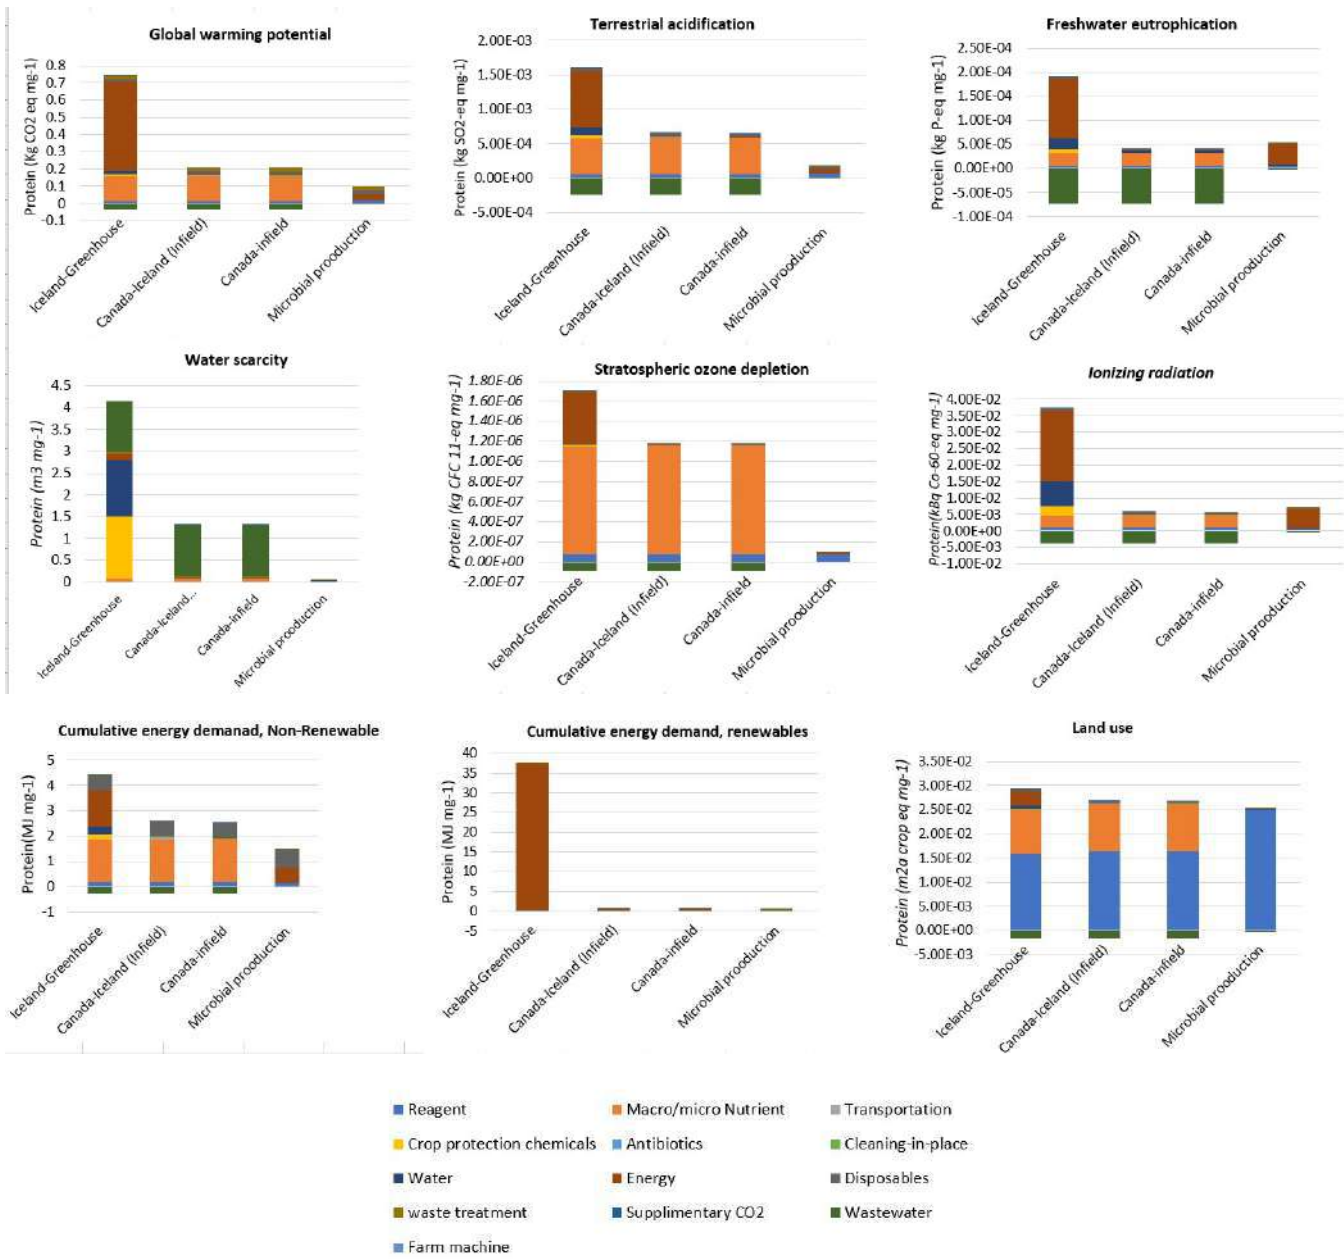 Global warming potential
Protein (Kg CO2 eq mg-1)
0.8
0.7
0.6
0.5
0.4
0.3
0.2
0.1
0
-0.1
Iceland-Greenhouse
Canada-Iceland (Infield)
Canada-infield
Microbial prooduction
Terrestrial acidification
Protein (kg SO2-eq mg-1)
2.00E-03
1.50E-03
1.00E-03
5.00E-04
0.00E+00
-5.00E-04
Iceland-Greenhouse
Canada-Iceland (Infield)
Canada-infield
Microbial prooduction
Freshwater eutrophication
Protein (kg P-eq mg-1)
2.50E-04
2.00E-04
1.50E-04
1.00E-04
5.00E-05
0.00E+00
-5.00E-05
-1.00E-04
Iceland-Greenhouse
Canada-Iceland (Infield)
Canada-infield
Microbial prooduction
Water scarcity
Protein (m3 mg-1)
4.5
4
3.5
3
2.5
2
1.5
1
0.5
0
Iceland-Greenhouse
Canada-Iceland...
Canada-Infield
Microbial prooduction
Stratospheric ozone depletion
Protein (kg CFC 11-eq mg-1)
1.80E-06
1.60E-06
1.40E-06
1.20E-06
1.00E-06
8.00E-07
6.00E-07
4.00E-07
2.00E-07
0.00E+00
-2.00E-07
Iceland-Greenhouse
Canada-Iceland (Infield)
Canada-infield
Microbial prooduction
Ionizing radiation
Protein(kBq Co-60-eq mg-1)
4.00E-02
3.50E-02
3.00E-02
2.50E-02
2.00E-02
1.50E-02
1.00E-02
5.00E-03
0.00E+00
-5.00E-03
-1.00E-02
Iceland-Greenhouse
Canada-Iceland (Infield)
Canada-infield
Microbial prooduction
Cumulative energy demanad, Non-Renewable
Protein(MJ mg-1)
5
4
3
2
1
0
-1
Iceland-Greenhouse
Canada-Iceland (Infield)
Canada-infield
Microbial prooduction
Cumulative energy demand, renewables
Protein (MJ mg-1)
40
35
30
25
20
15
10
5
0
-5
Iceland-Greenhouse
Canada-Iceland (Infield)
Canada-infield
Microbial prooduction
Land use
Protein (m2a crop eq mg-1)
3.50E-02
3.00E-02
2.50E-02
2.00E-02
1.50E-02
1.00E-02
5.00E-03
0.00E+00
-5.00E-03
Iceland-Greenhouse
Canada-Iceland (Infield)
Canada-infield
Microbial prooduction
Reagent
Macro/micro Nutrient
Transportation
Crop protection chemicals
Antibiotics
Cleaning-in-place
Water
Energy
Disposables
waste treatment
Supplimentary CO2
Wastewater
Farm machine